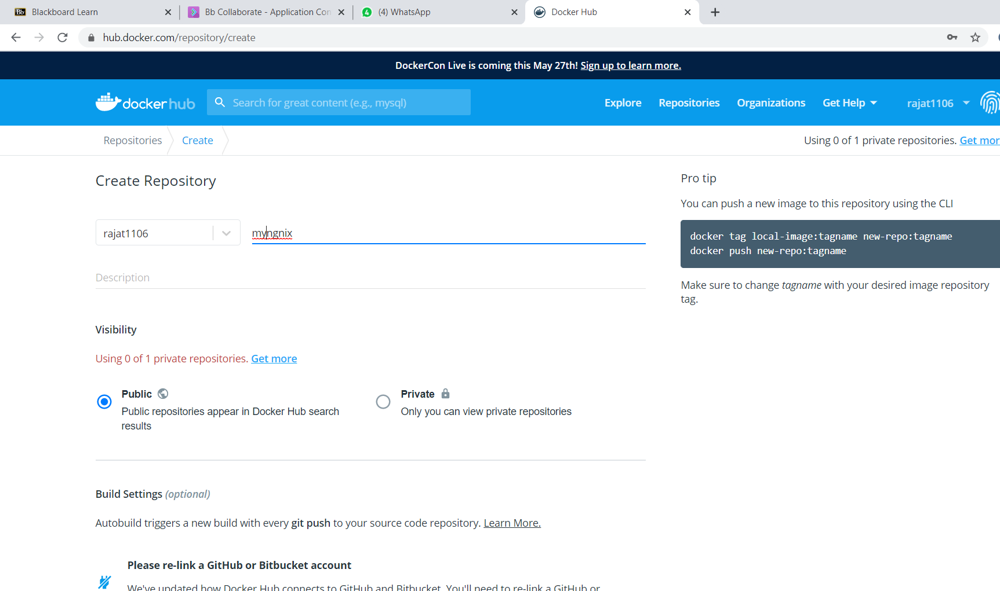 Blackboard Learn
Bb Collaborate - Application Con
(4) WhatsApp
Docker Hub
hub.docker.com/repository/create
DockerCon Live is coming this May 27th! Sign up to learn more.
docker hub
Search for great content (e.g., mysql)
Explore
Repositories
Organizations
Get Help
rajat1106
Repositories
Create
Using 0 of 1 private repositories. Get mor
Create Repository
rajat1106
myngnix
Description
Visibility
Using 0 of 1 private repositories. Get more
Public
Public repositories appear in Docker Hub search
results
Private
Only you can view private repositories
Build Settings (optional)
Autobuild triggers a new build with every git push to your source code repository. Learn More.
Please re-link a GitHub or Bitbucket account
We've updated how Docker Hub connects to GitHub and Bitbucket. You'll need to re-link a GitHub or
Pro tip
You can push a new image to this repository using the CLI
docker tag local-image:tagname new-repo:tagname
docker push new-repo:tagname
Make sure to change tagname with your desired image repository
tag.